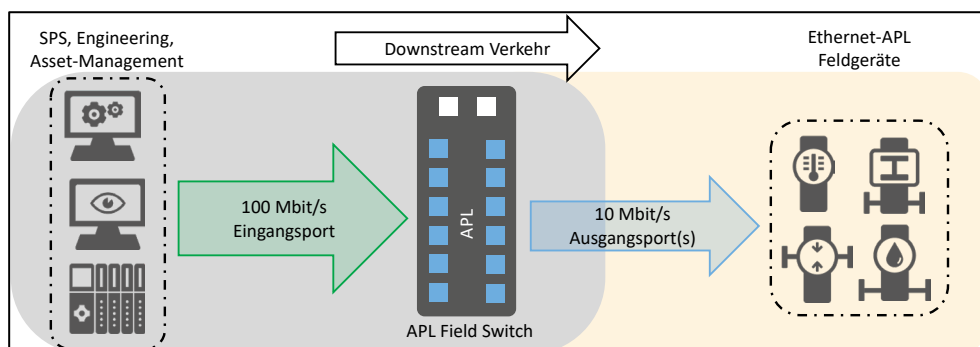 SPS, Engineering,
Asset-Management
Downstream Verkehr
Ethernet-APL
Feldgeräte
100 Mbit/s
Eingangsport
APL
10 Mbit/s
Ausgangsport(s)
APL Field Switch